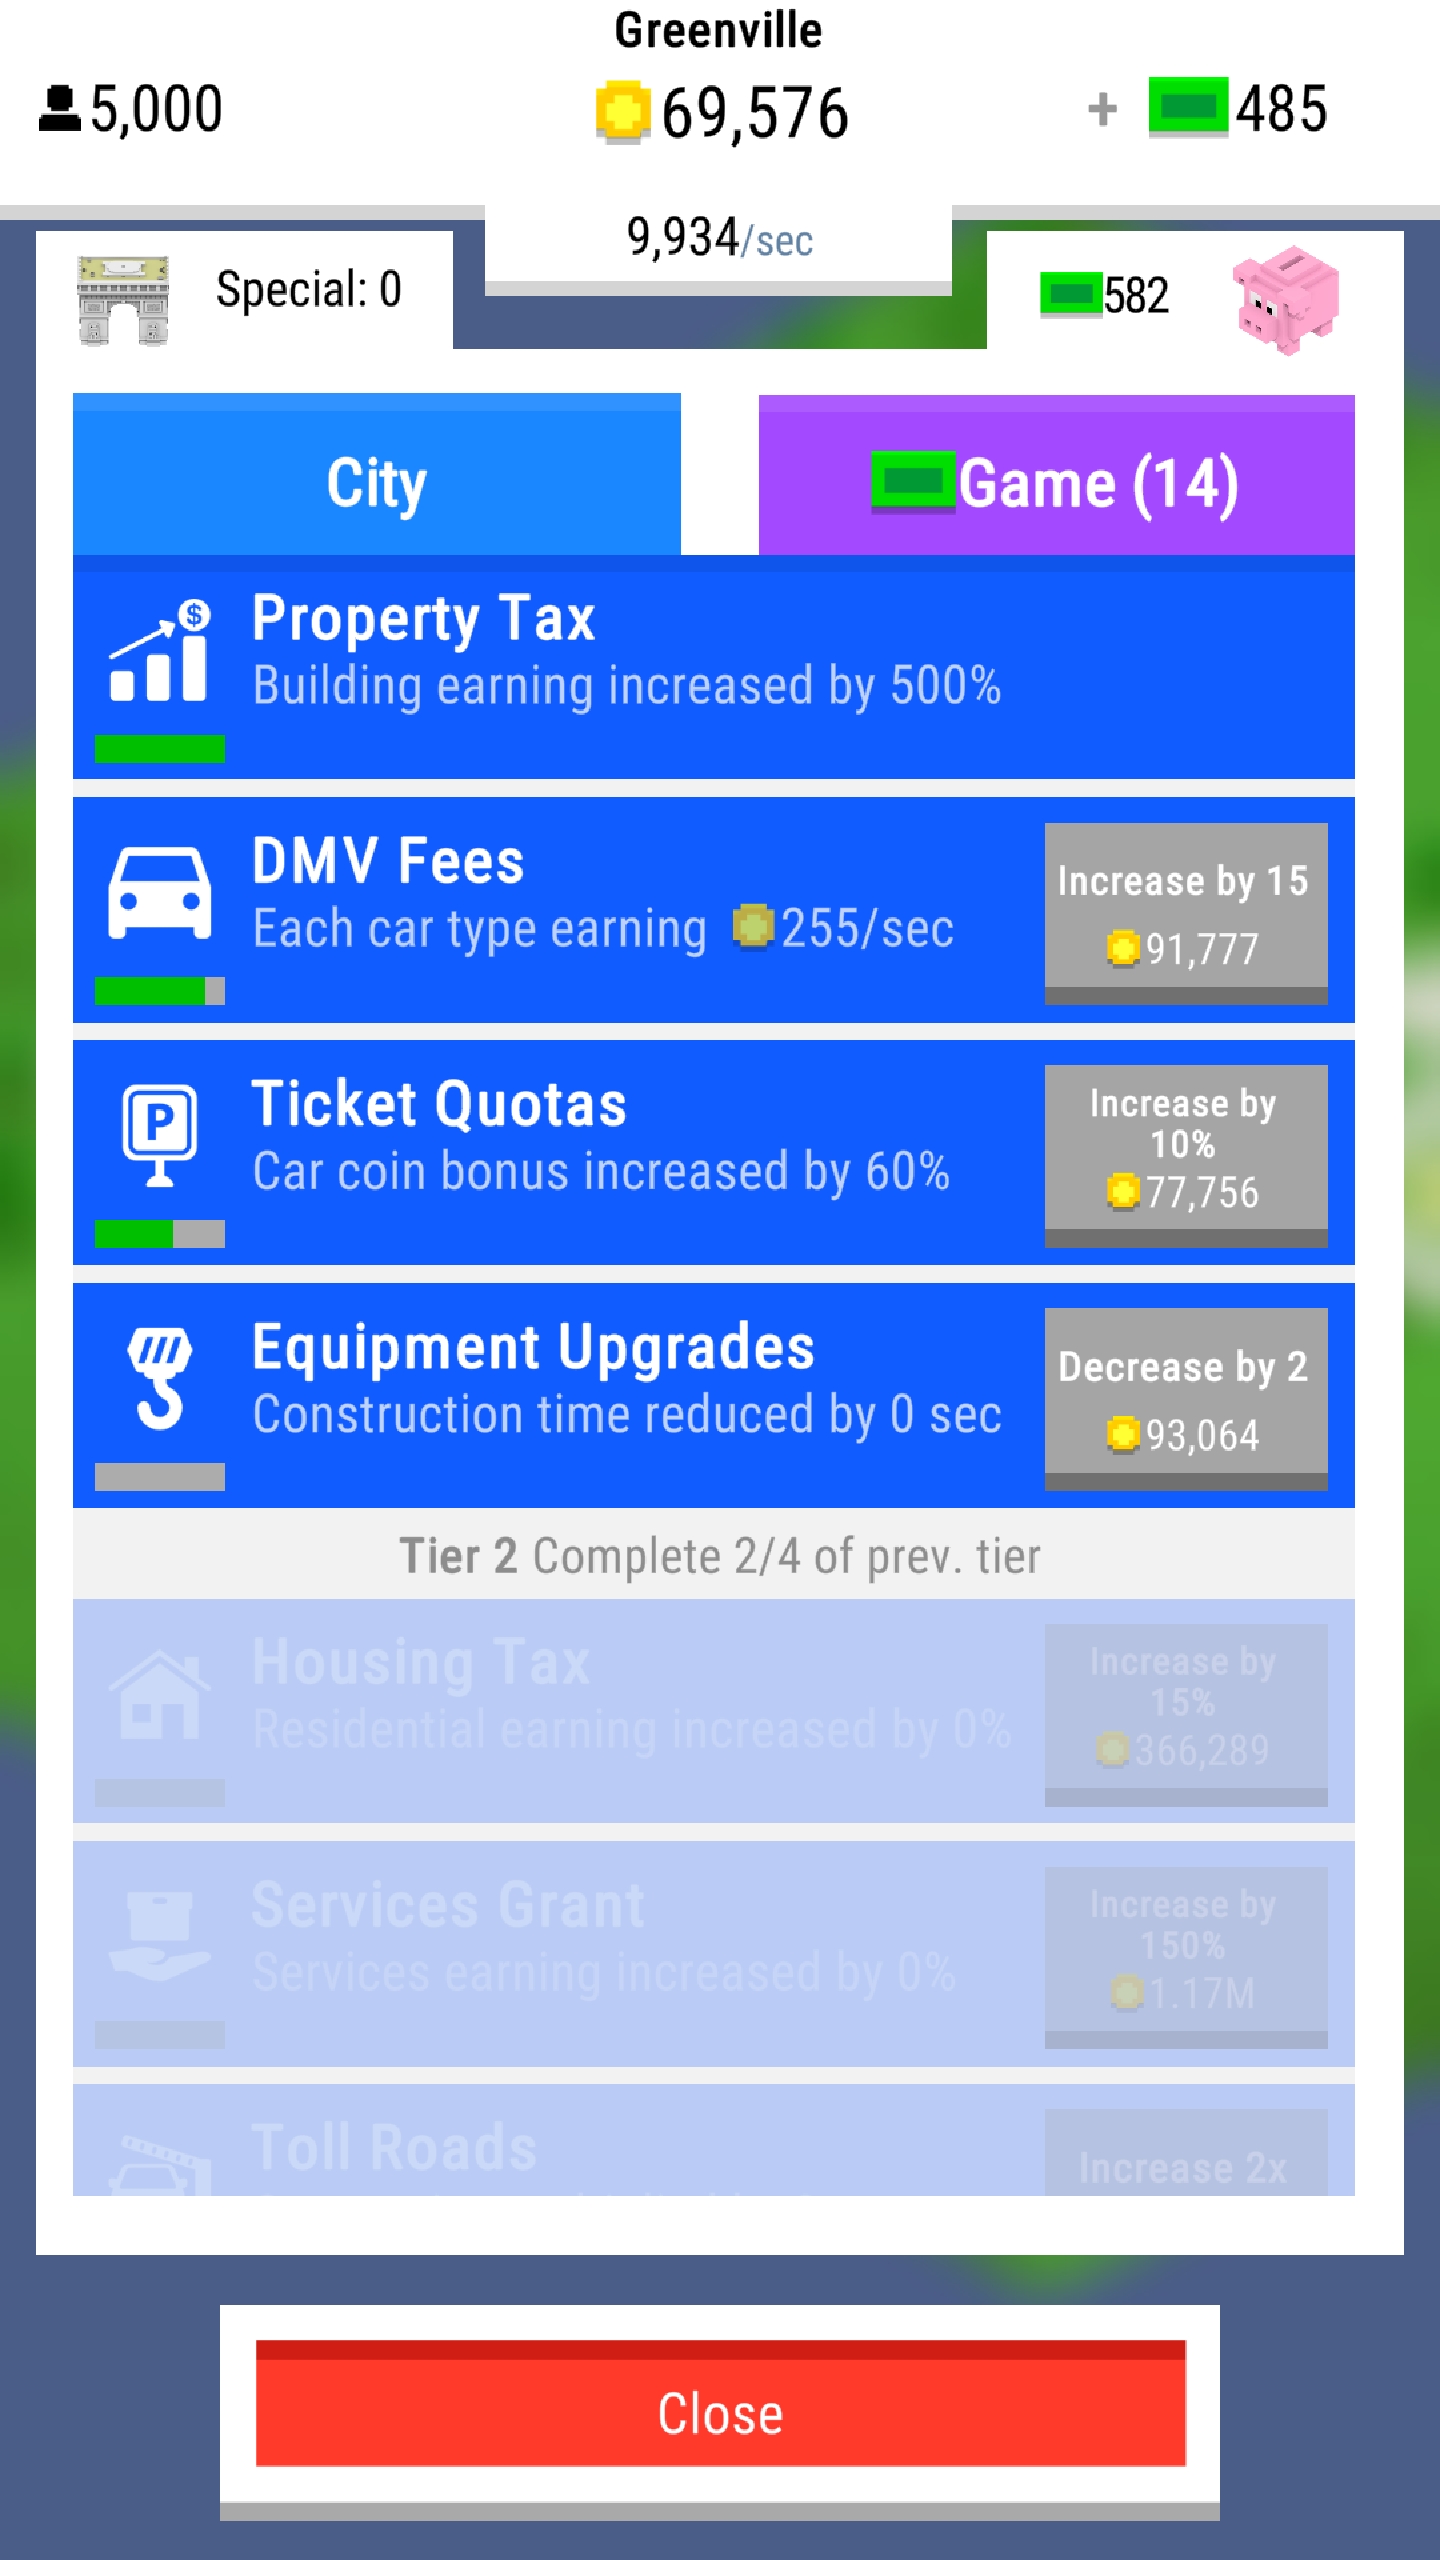 Greenville
5,000
69,576
+ 485
9,934/sec
Special: 0
582
City
Game (14)
Property Tax
Building earning increased by 500%
DMV Fees
Each car type earning 255/sec
Increase by 15
91,777
Ticket Quotas
Car coin bonus increased by 60%
Increase by
10%
77,756
Equipment Upgrades
Construction time reduced by 0 sec
Decrease by 2
93,064
Tier 2 Complete 2/4 of prev. tier
Housing Tax
Residential earning increased by 0%
Increase by
15%
366,289
Services Grant
Services earning increased by 0%
Increase by
150%
1.17M
Toll Roads
Increase 2x
Close